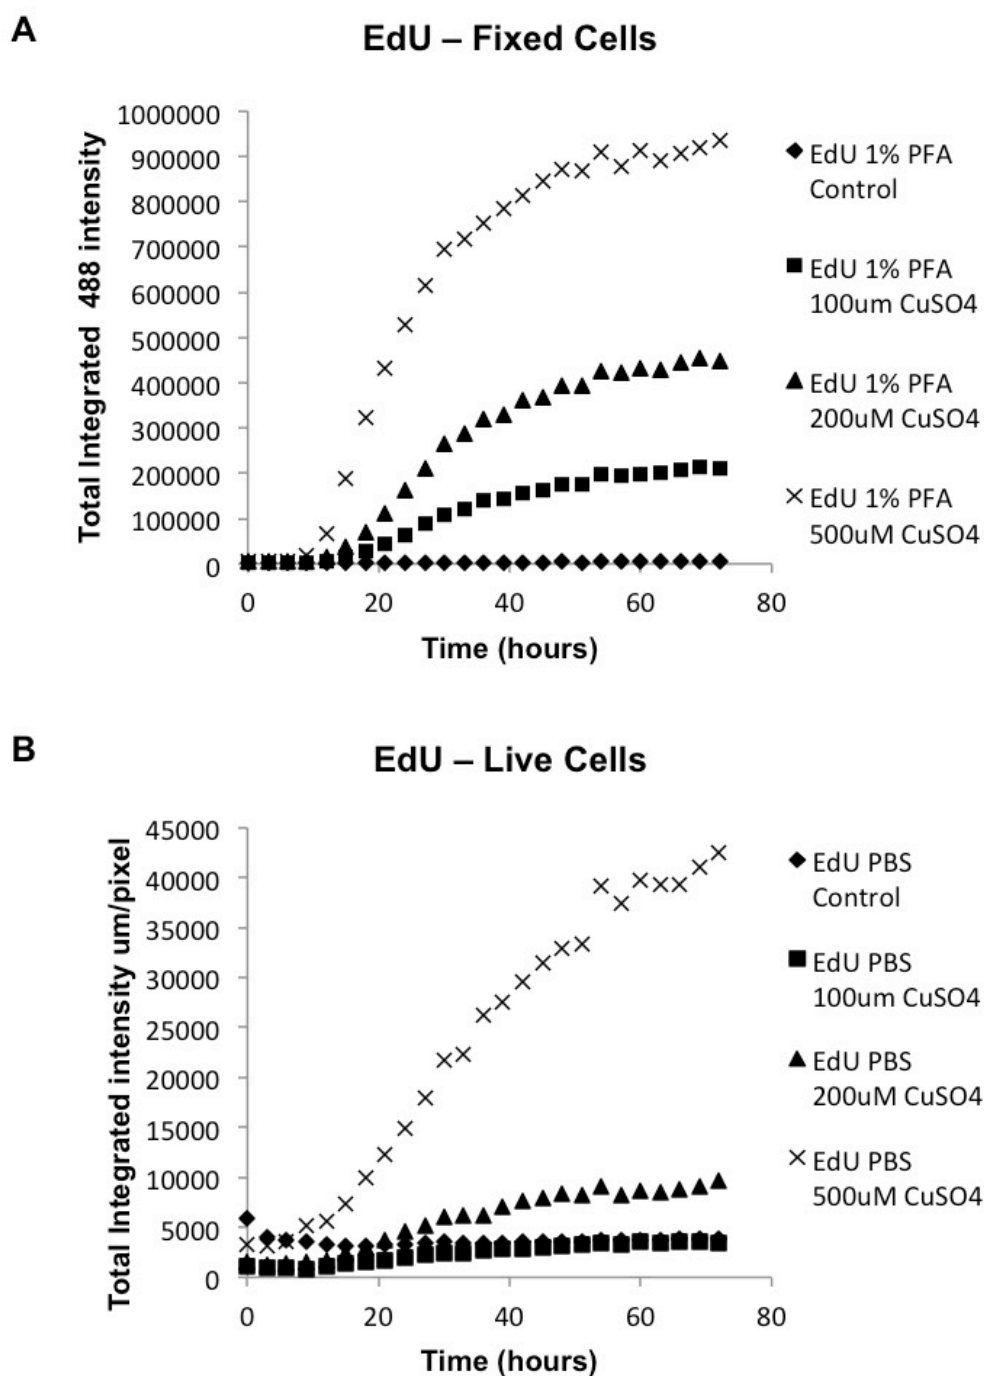 A
EdU – Fixed Cells
Total Integrated 488 intensity
1000000
900000
800000
700000
600000
500000
400000
300000
200000
100000
0
0 20 40 60 80
Time (hours)
EdU 1% PFA
Control
EdU 1% PFA
100um CuSO4
EdU 1% PFA
200uM CuSO4
EdU 1% PFA
500uM CuSO4
B
EdU – Live Cells
Total Integrated intensity um/pixel
45000
40000
35000
30000
25000
20000
15000
10000
5000
0
0 20 40 60 80
Time (hours)
EdU PBS
Control
EdU PBS
100um CuSO4
EdU PBS
200uM CuSO4
EdU PBS
500uM CuSO4